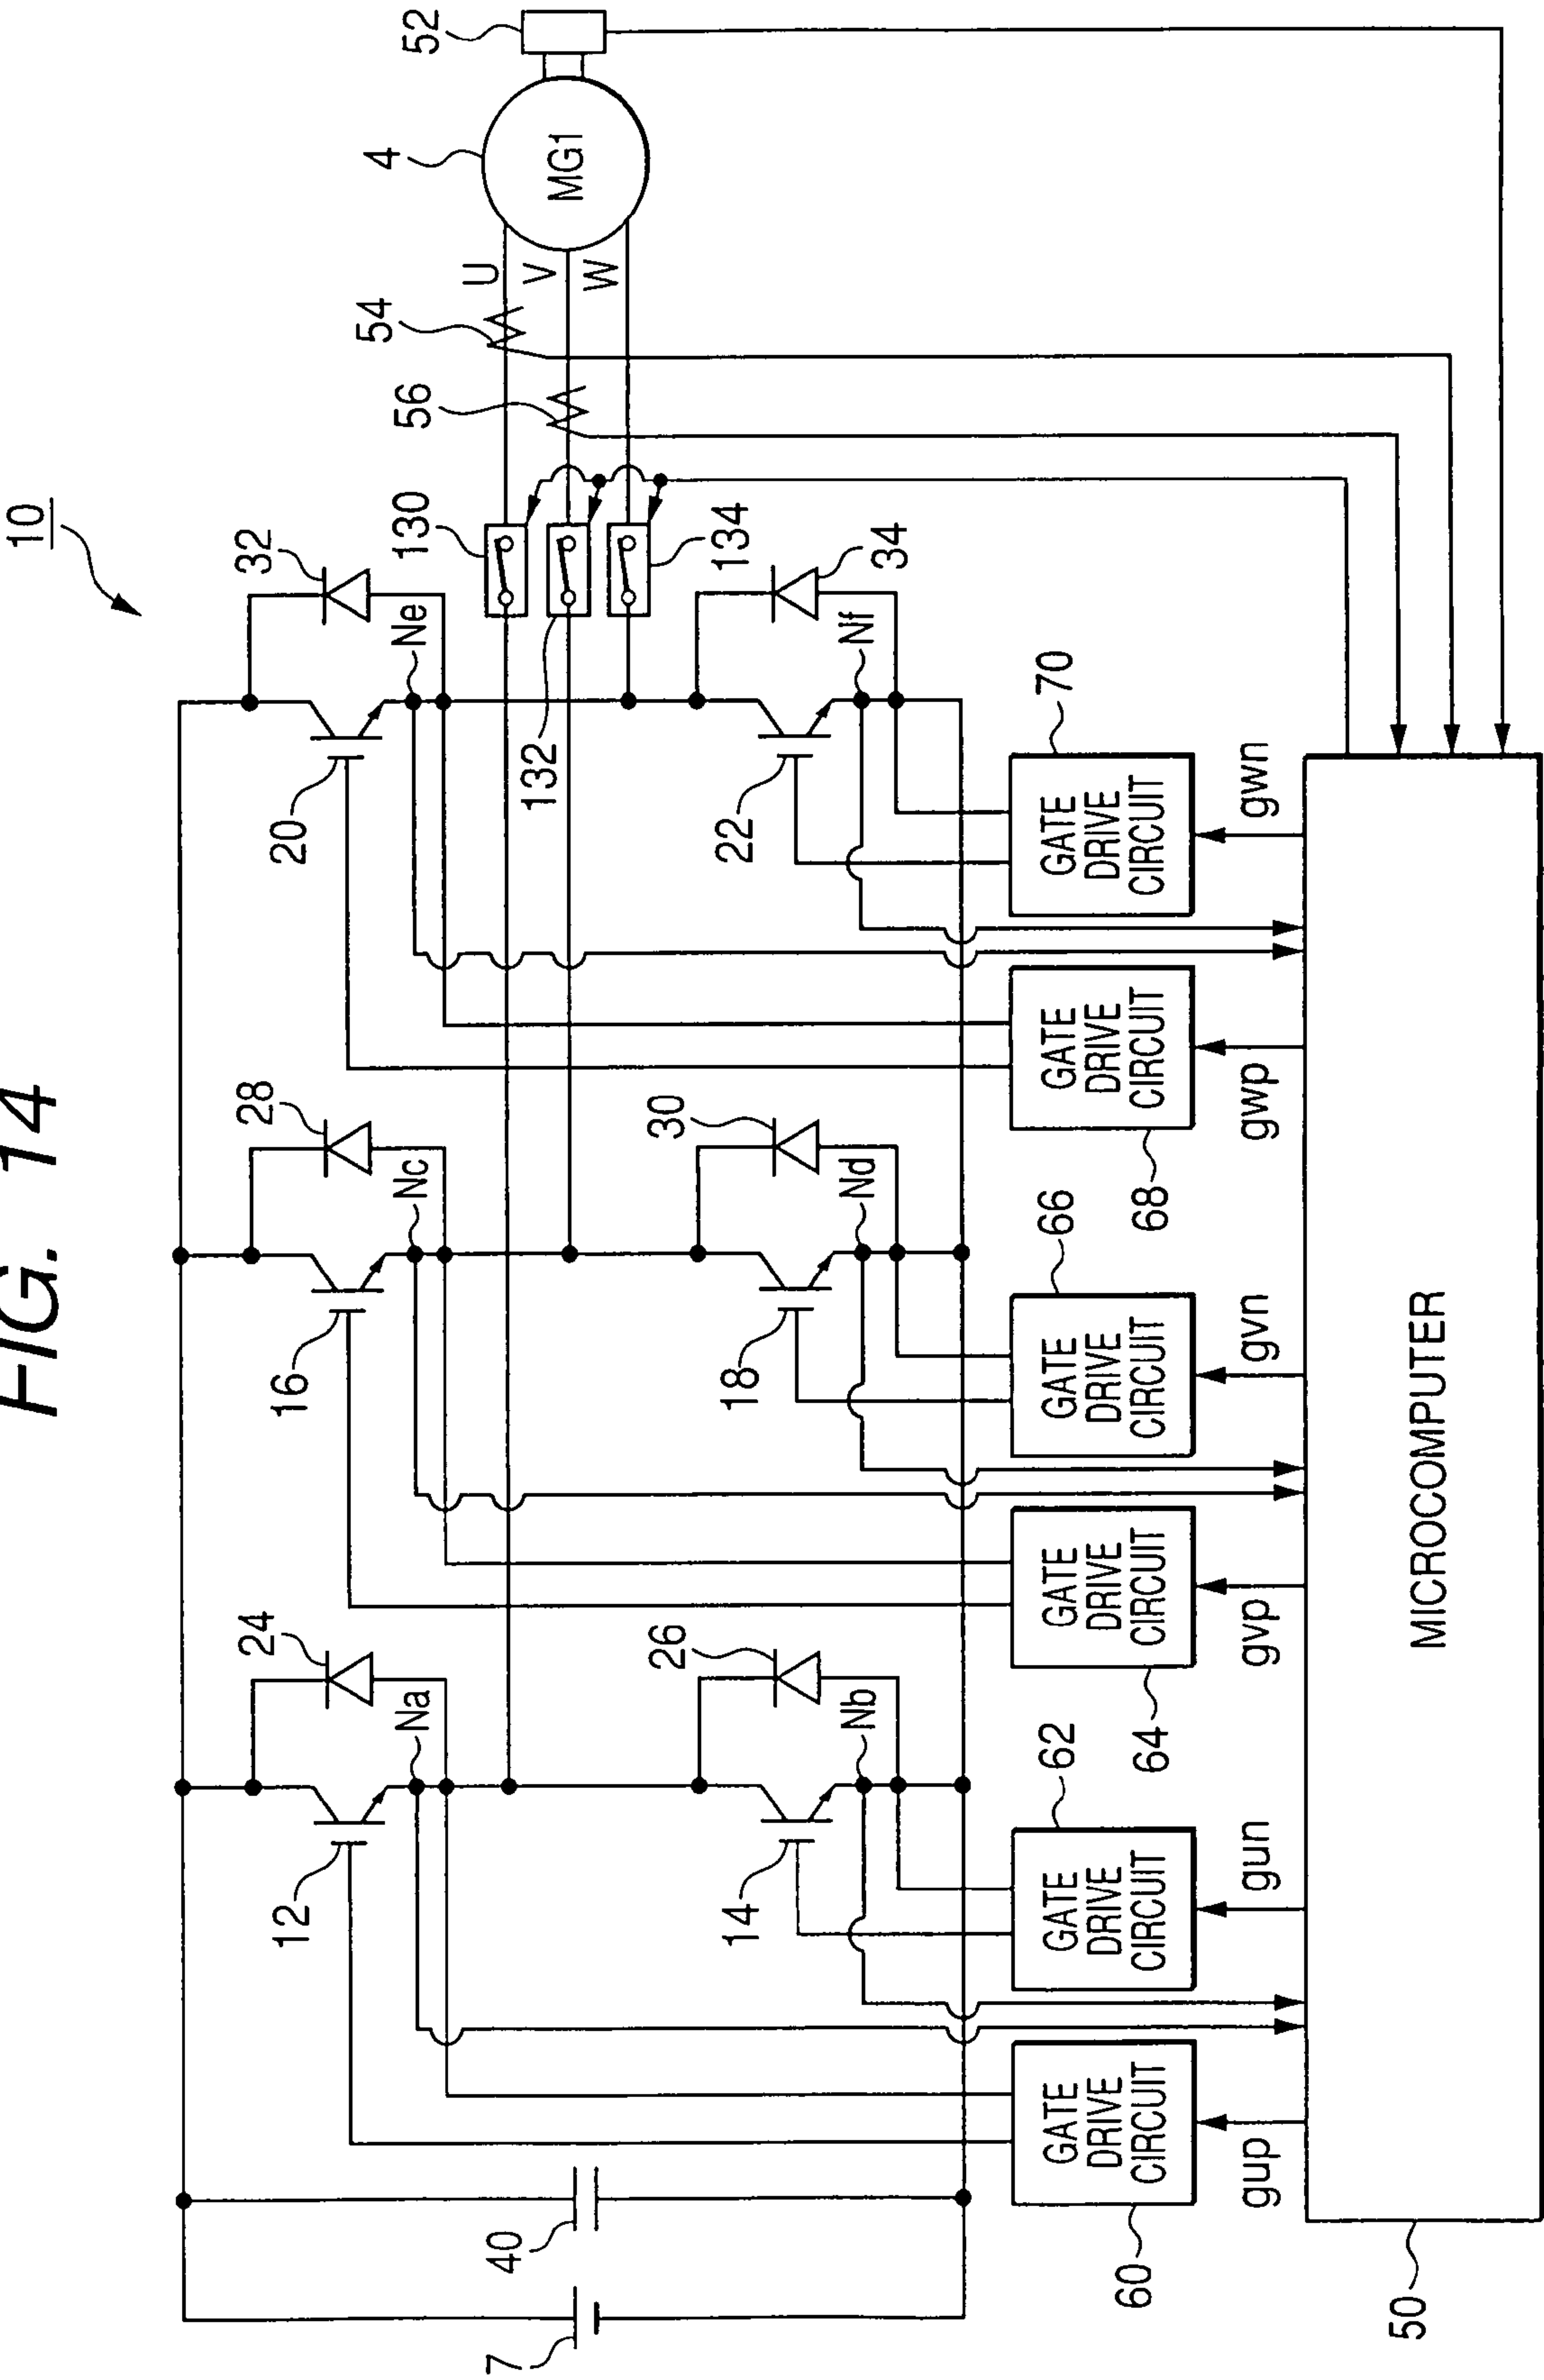 FIG. 14
10
52
4
MG1
U
V
W
54
56
32
130
Ne
134
34
Nf
132
20
22
28
Nc
30
Nd
16
18
24
Na
26
Nb
12
14
40
7
70
GATE
DRIVE
CIRCUIT
gwn
GATE
DRIVE
CIRCUIT
gwp
68
66
GATE
DRIVE
CIRCUIT
gvn
GATE
DRIVE
CIRCUIT
gvp
64
62
GATE
DRIVE
CIRCUIT
gun
GATE
DRIVE
CIRCUIT
gup
60
MICROCOMPUTER
50